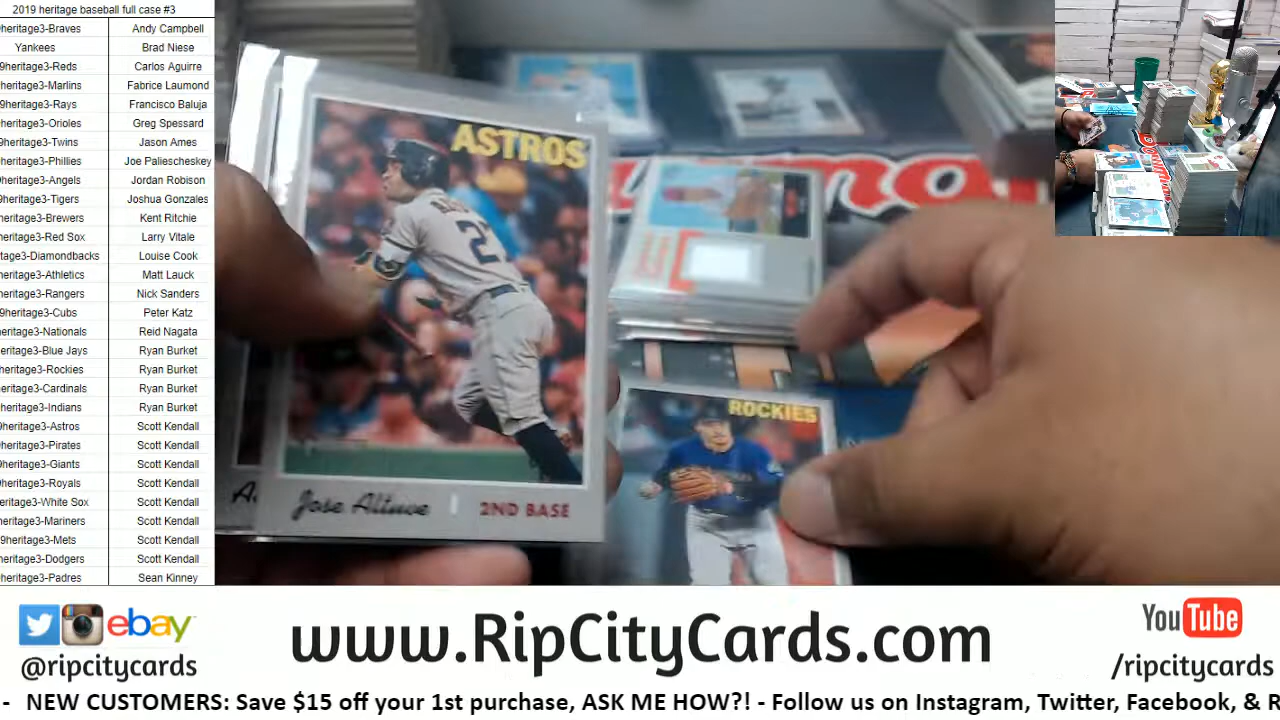 2019 heritage baseball full case #3
heritage3-Braves Andy Campbell
Yankees Brad Niese
9heritage3-Reds Carlos Aguirre
heritage3-Marlins Fabrice Laumond
9heritage3-Rays Francisco Baluja
heritage3-Orioles Greg Spessard
9heritage3-Twins Jason Ames
heritage3-Phillies Joe Paliescheskey
heritage3-Angels Jordan Robison
9heritage3-Tigers Joshua Gonzales
heritage3-Brewers Kent Ritchie
eritage3-Red Sox Larry Vitale
tage3-Diamondbacks Louise Cook
heritage3-Athletics Matt Lauck
heritage3-Rangers Nick Sanders
9heritage3-Cubs Peter Katz
heritage3-Nationals Reid Nagata
eritage3-Blue Jays Ryan Burket
heritage3-Rockies Ryan Burket
eritage3-Cardinals Ryan Burket
heritage3-Indians Ryan Burket
9heritage3-Astros Scott Kendall
heritage3-Pirates Scott Kendall
9heritage3-Giants Scott Kendall
9heritage3-Royals Scott Kendall
eritage3-White Sox Scott Kendall
heritage3-Mariners Scott Kendall
9heritage3-Mets Scott Kendall
heritage3-Dodgers Scott Kendall
heritage3-Padres Sean Kinney
ASTROS
2
Jose Altuve 2ND BASE
A.
ROCKIES
ebay
@ripcitycards
www.RipCityCards.com
YouTube
/ripcitycards
- NEW CUSTOMERS: Save $15 off your 1st purchase, ASK ME HOW?! - Follow us on Instagram, Twitter, Facebook, & R